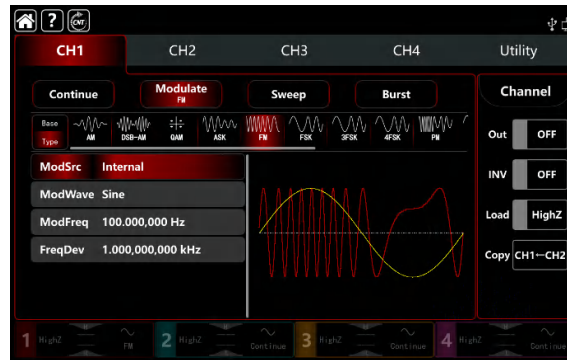 ? CNT
CH1 CH2 CH3 CH4 Utility
Continue Modulate Sweep Burst Channel
FM
Base
Type
AM DSB-AM QAM ASK FM FSK 3FSK 4FSK PM
Out OFF
ModSrc Internal
INV OFF
ModWave Sine
ModFreq 100.000,000 Hz
Load HighZ
FreqDev 1.000,000,000 kHz
Copy CH1←CH2
1 HighZ FM 2 HighZ Continue 3 HighZ Continue 4 HighZ Continue